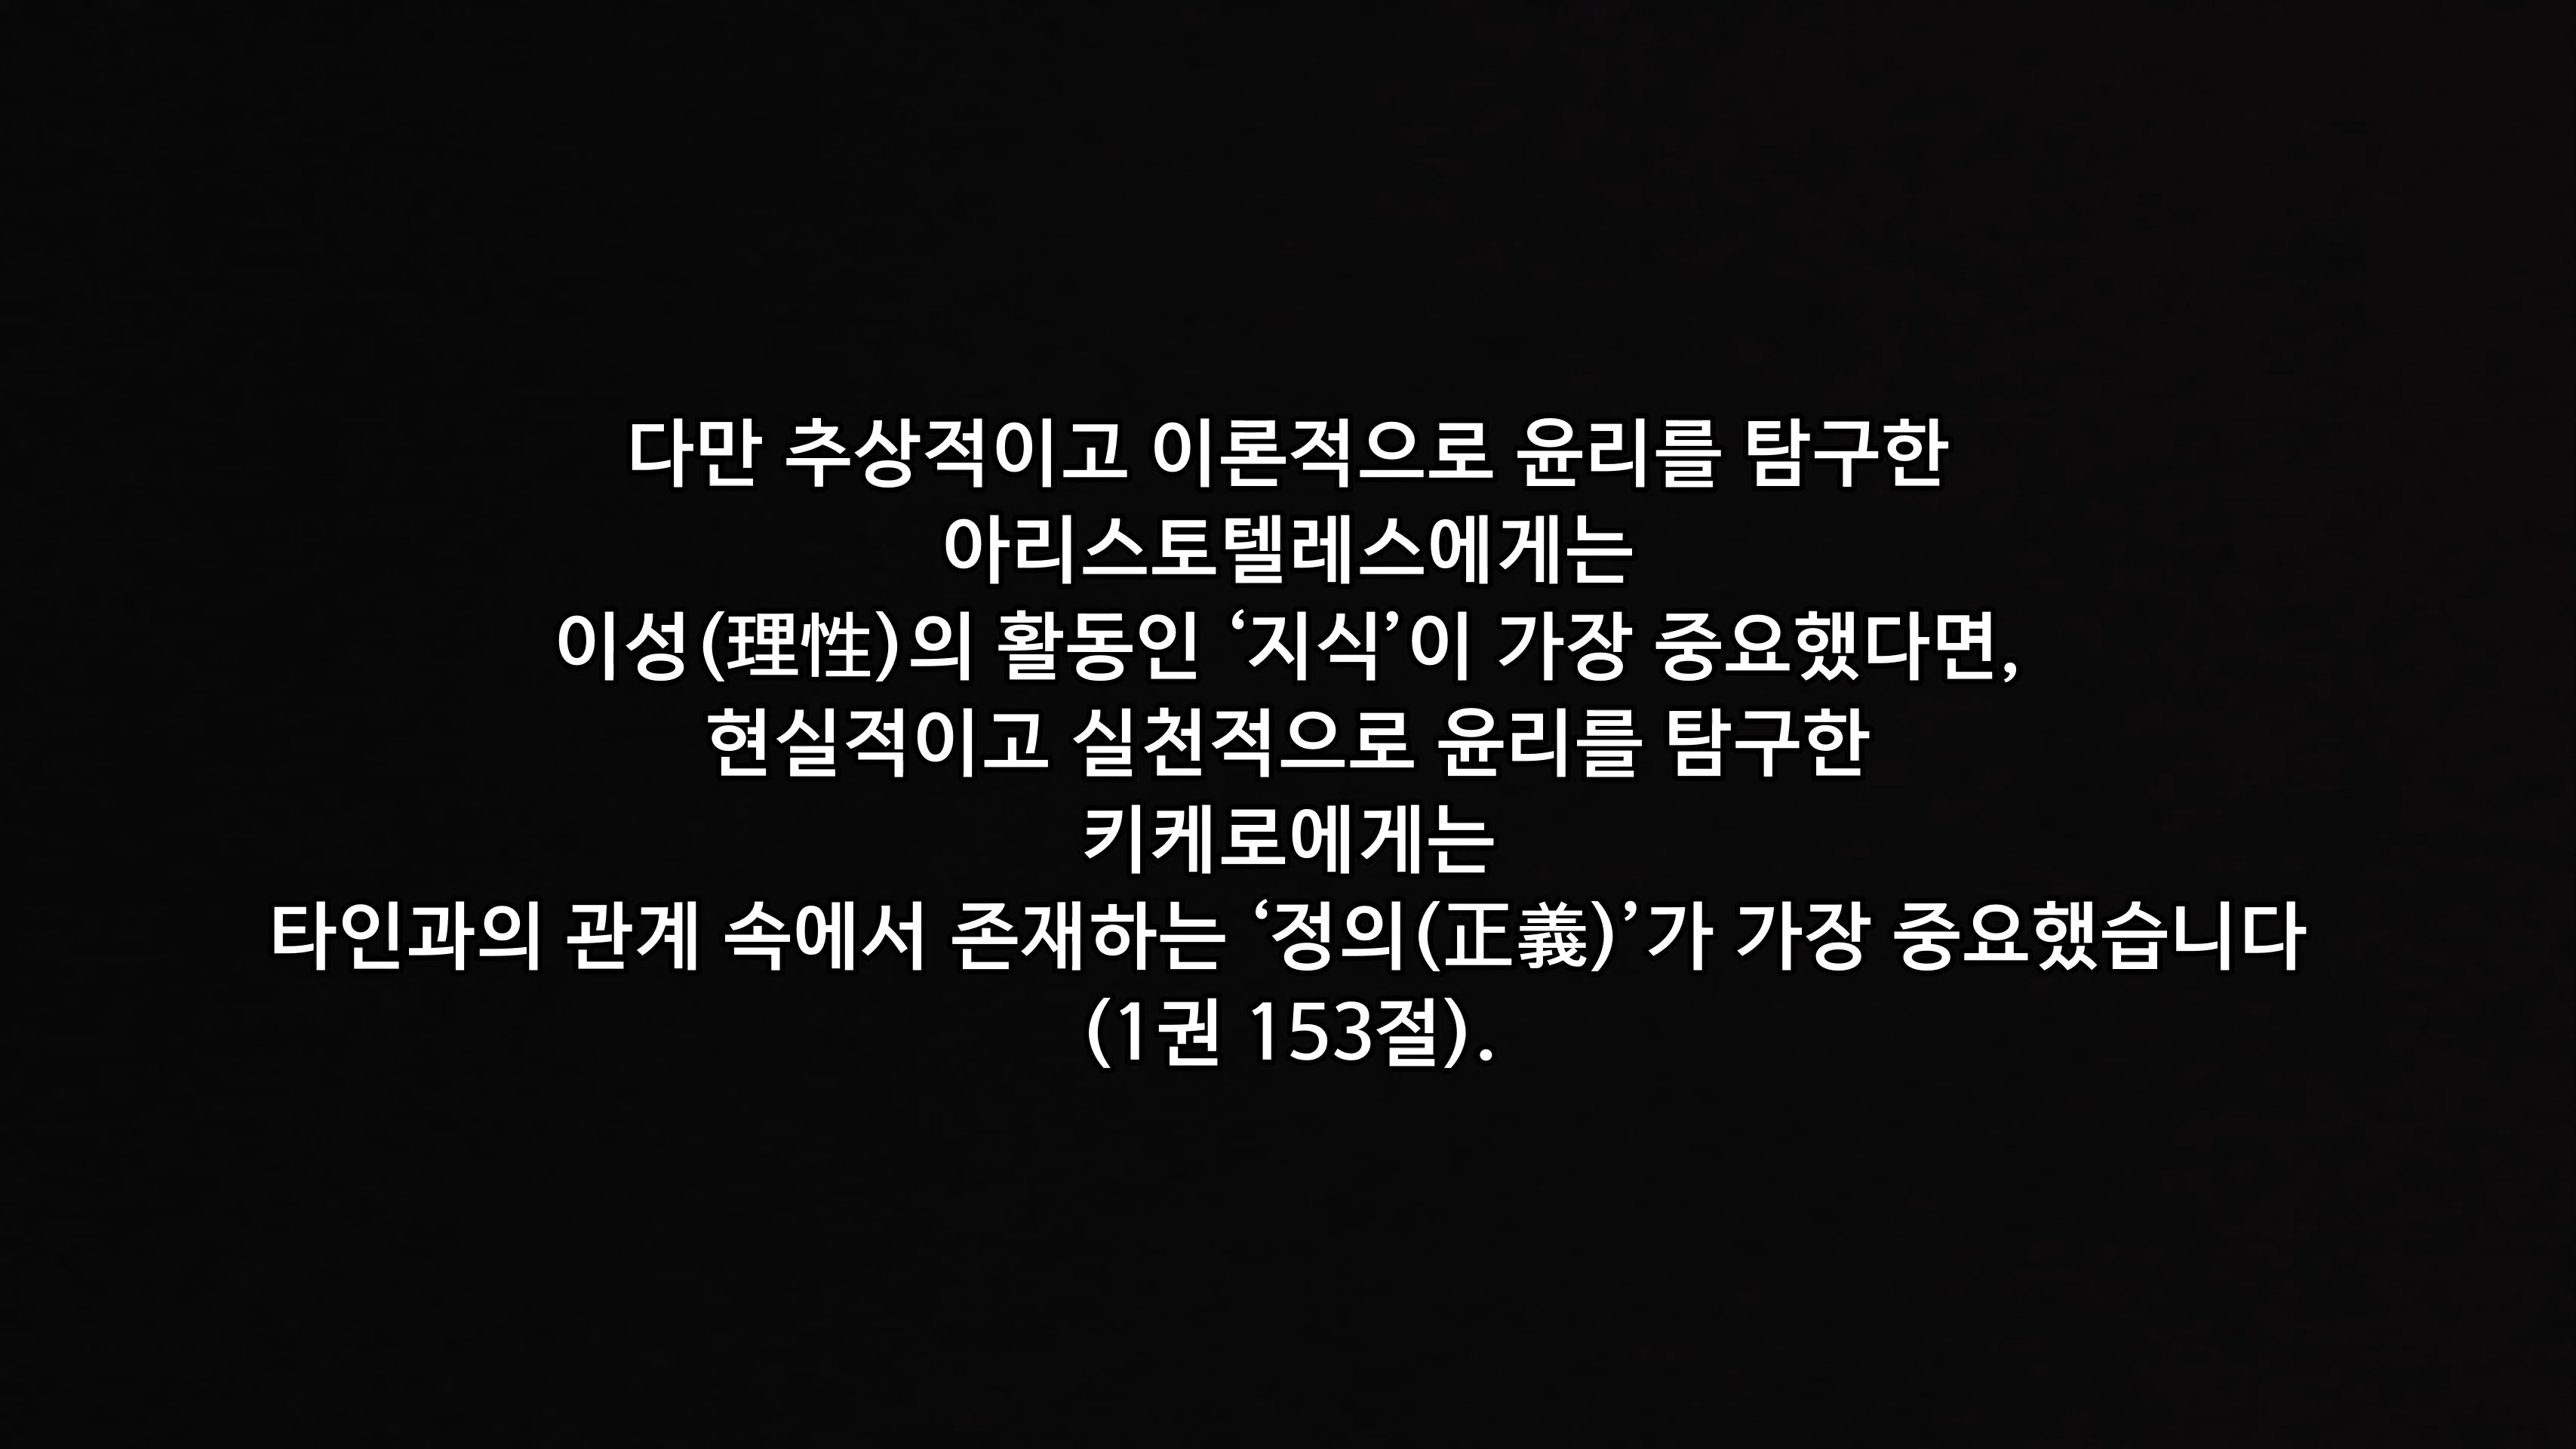 다만 추상적이고 이론적으로 윤리를 탐구한
아리스토텔레스에게는
이성(理性)의 활동인 ‘지식’이 가장 중요했다면,
현실적이고 실천적으로 윤리를 탐구한
키케로에게는
타인과의 관계 속에서 존재하는 ‘정의(正義)’가 가장 중요했습니다
(1권 153절).